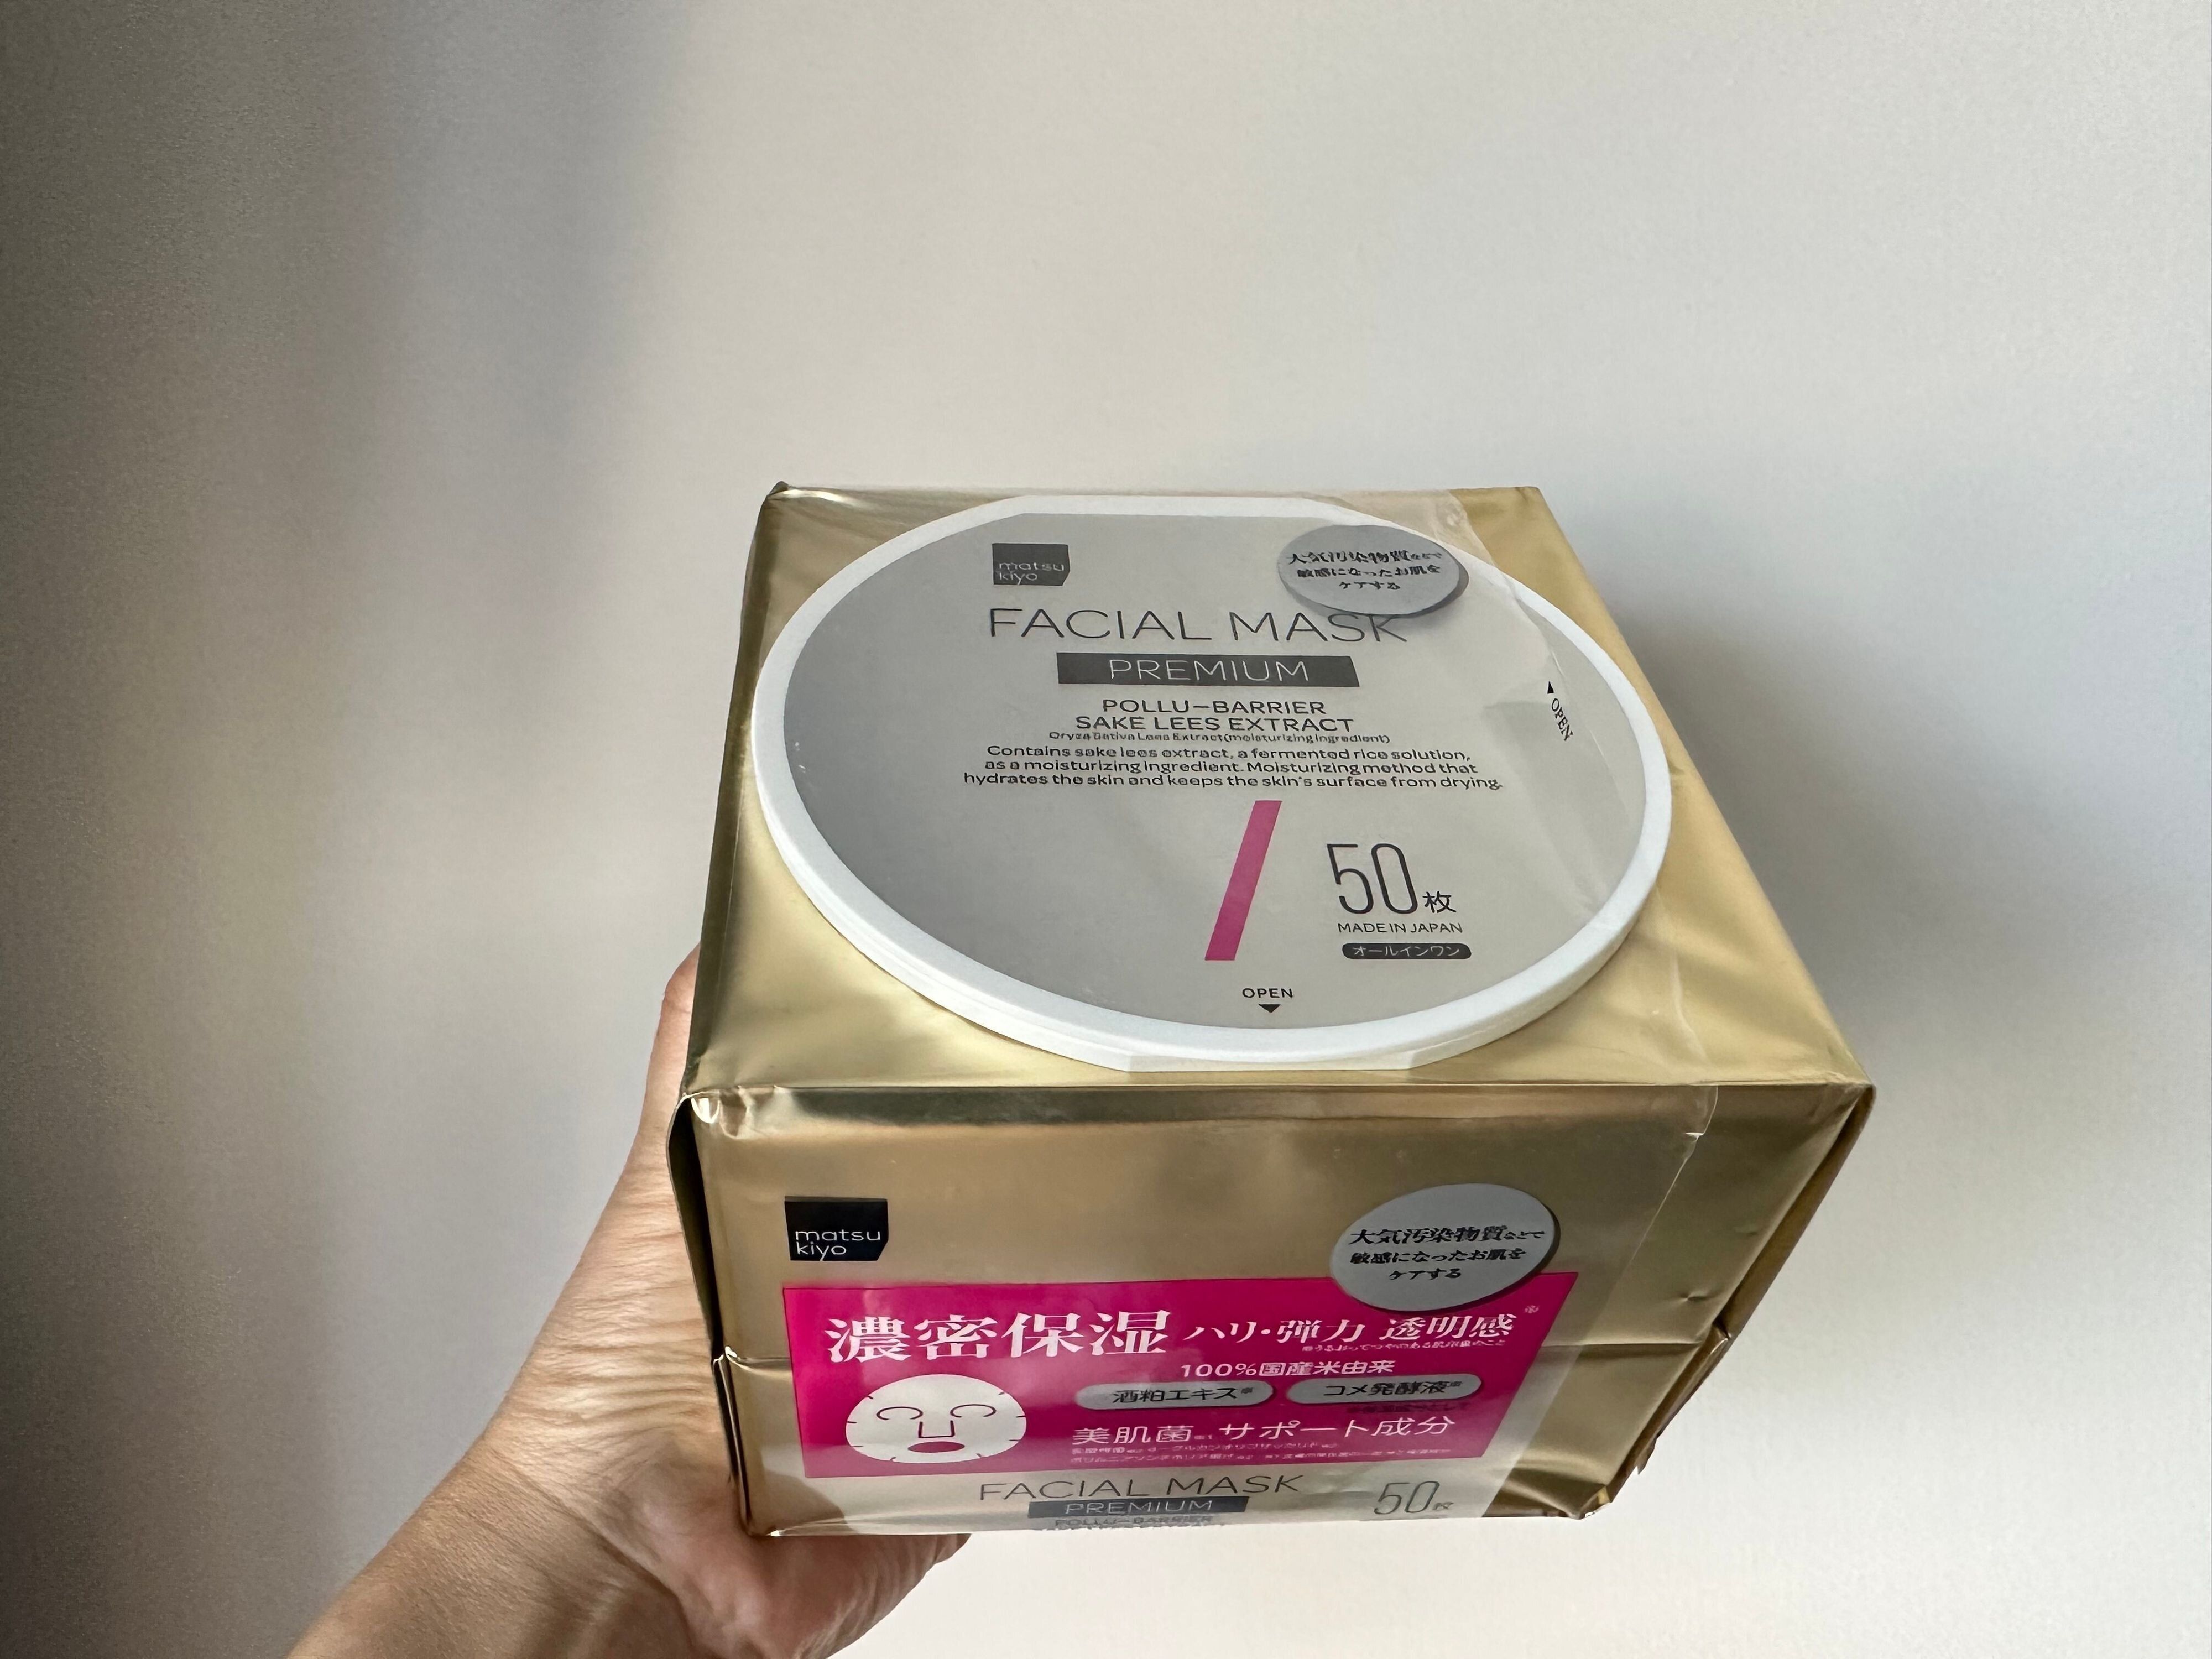 matsu
kiyo
大気汚染物質などで
敏感になったお肌を
ケアする
FACIAL MASK
PREMIUM
POLLU-BARRIER
SAKE LEES EXTRACT
Oryza Sativa Lees Extract(moisturizing ingredient)
Contains sake lees extract, a fermented rice solution,
as a moisturizing ingredient. Moisturizing method that
hydrates the skin and keeps the skin's surface from drying.
▲ OPEN
50枚
MADE IN JAPAN
オールインワン
OPEN
▼
matsu
kiyo
大気汚染物質などで
敏感になったお肌を
ケアする
濃密保湿 ハリ・弾力 透明感※
100%国産米由来
酒粕エキス※ コメ発酵液※
美肌菌 サポート成分
FACIAL MASK
PREMIUM
50枚
POLLU-BARRIER